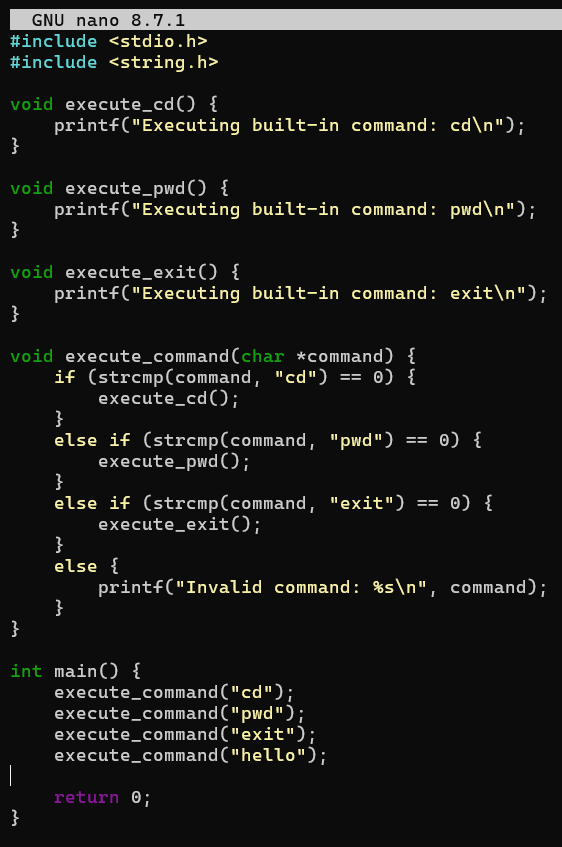 GNU nano 8.7.1
#include <stdio.h>
#include <string.h>

void execute_cd() {
    printf("Executing built-in command: cd\n");
}

void execute_pwd() {
    printf("Executing built-in command: pwd\n");
}

void execute_exit() {
    printf("Executing built-in command: exit\n");
}

void execute_command(char *command) {
    if (strcmp(command, "cd") == 0) {
        execute_cd();
    }
    else if (strcmp(command, "pwd") == 0) {
        execute_pwd();
    }
    else if (strcmp(command, "exit") == 0) {
        execute_exit();
    }
    else {
        printf("Invalid command: %s\n", command);
    }
}

int main() {
    execute_command("cd");
    execute_command("pwd");
    execute_command("exit");
    execute_command("hello");

    return 0;
}